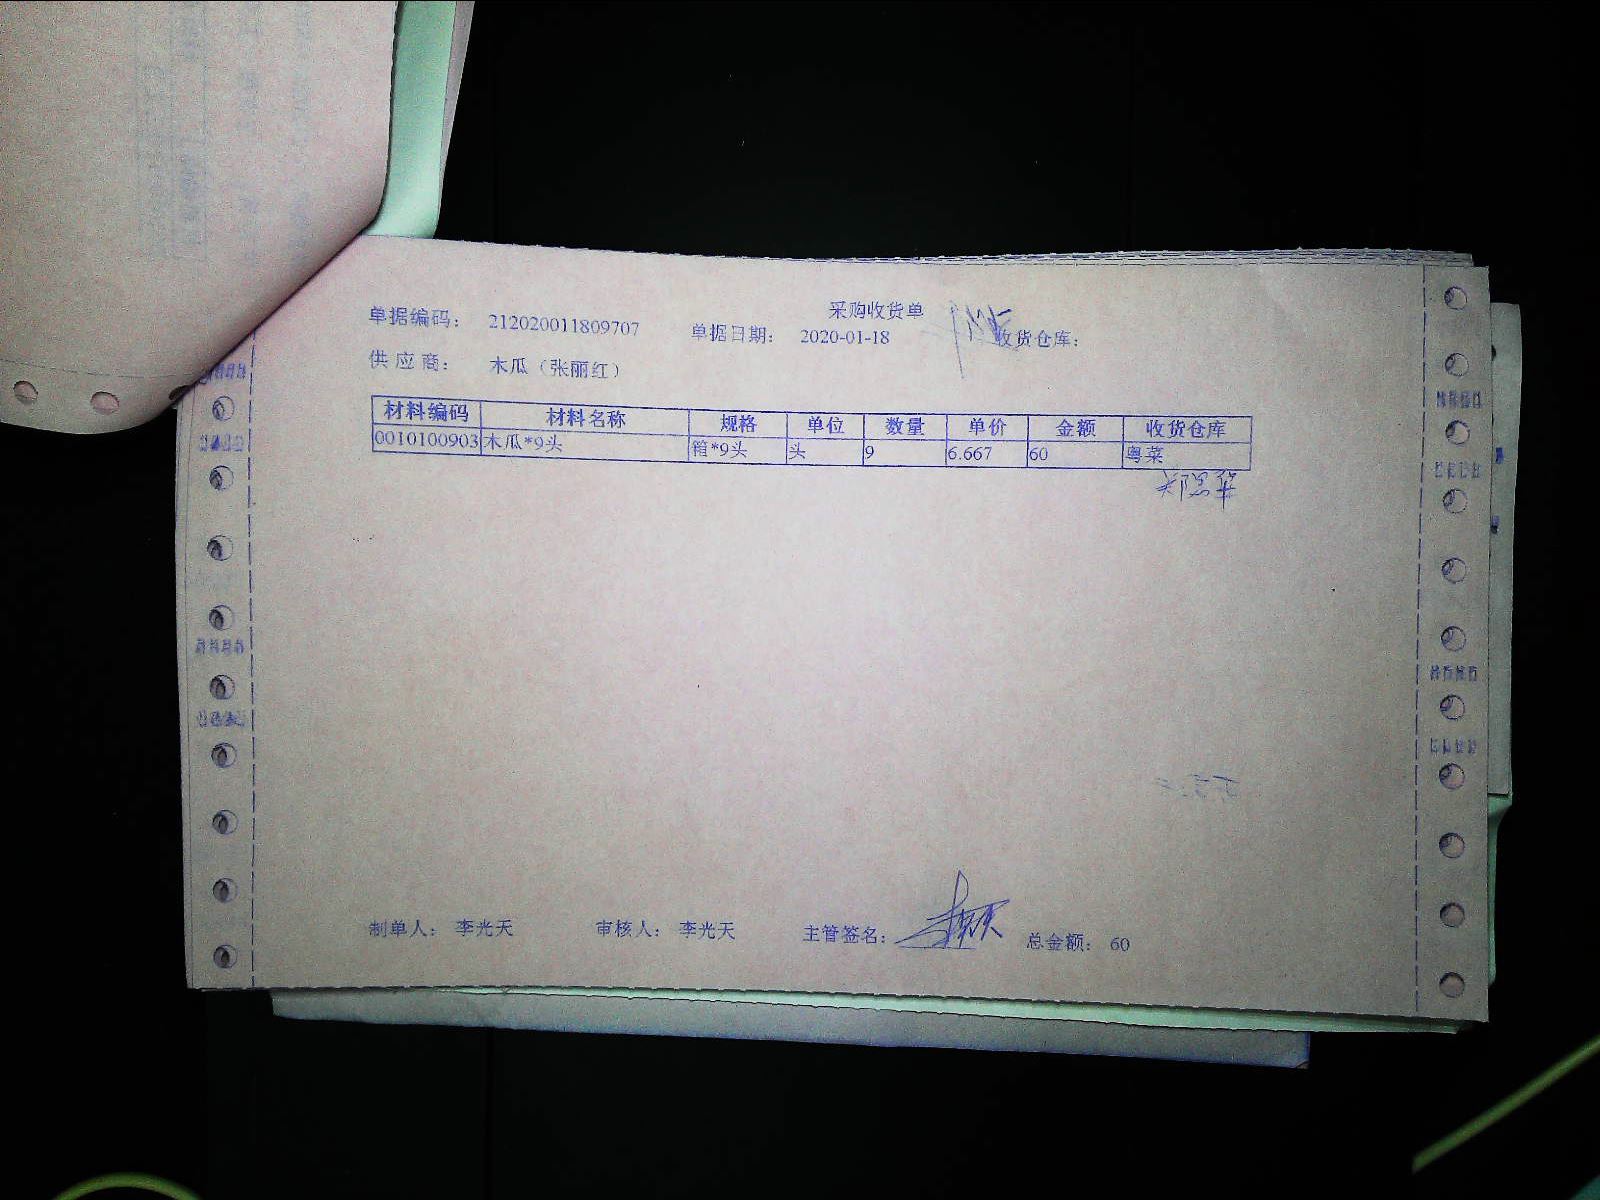 采购收货单
单据编码： 212020011809707 单据日期： 2020-01-18 收货仓库：
供 应 商： 木瓜（张丽红）
材料编码 材料名称 规格 单位 数量 单价 金额 收货仓库
0010100903 木瓜*9头 箱*9头 头 9 6.667 60 粤菜
制单人： 李光天 审核人： 李光天 主管签名： 总金额： 60